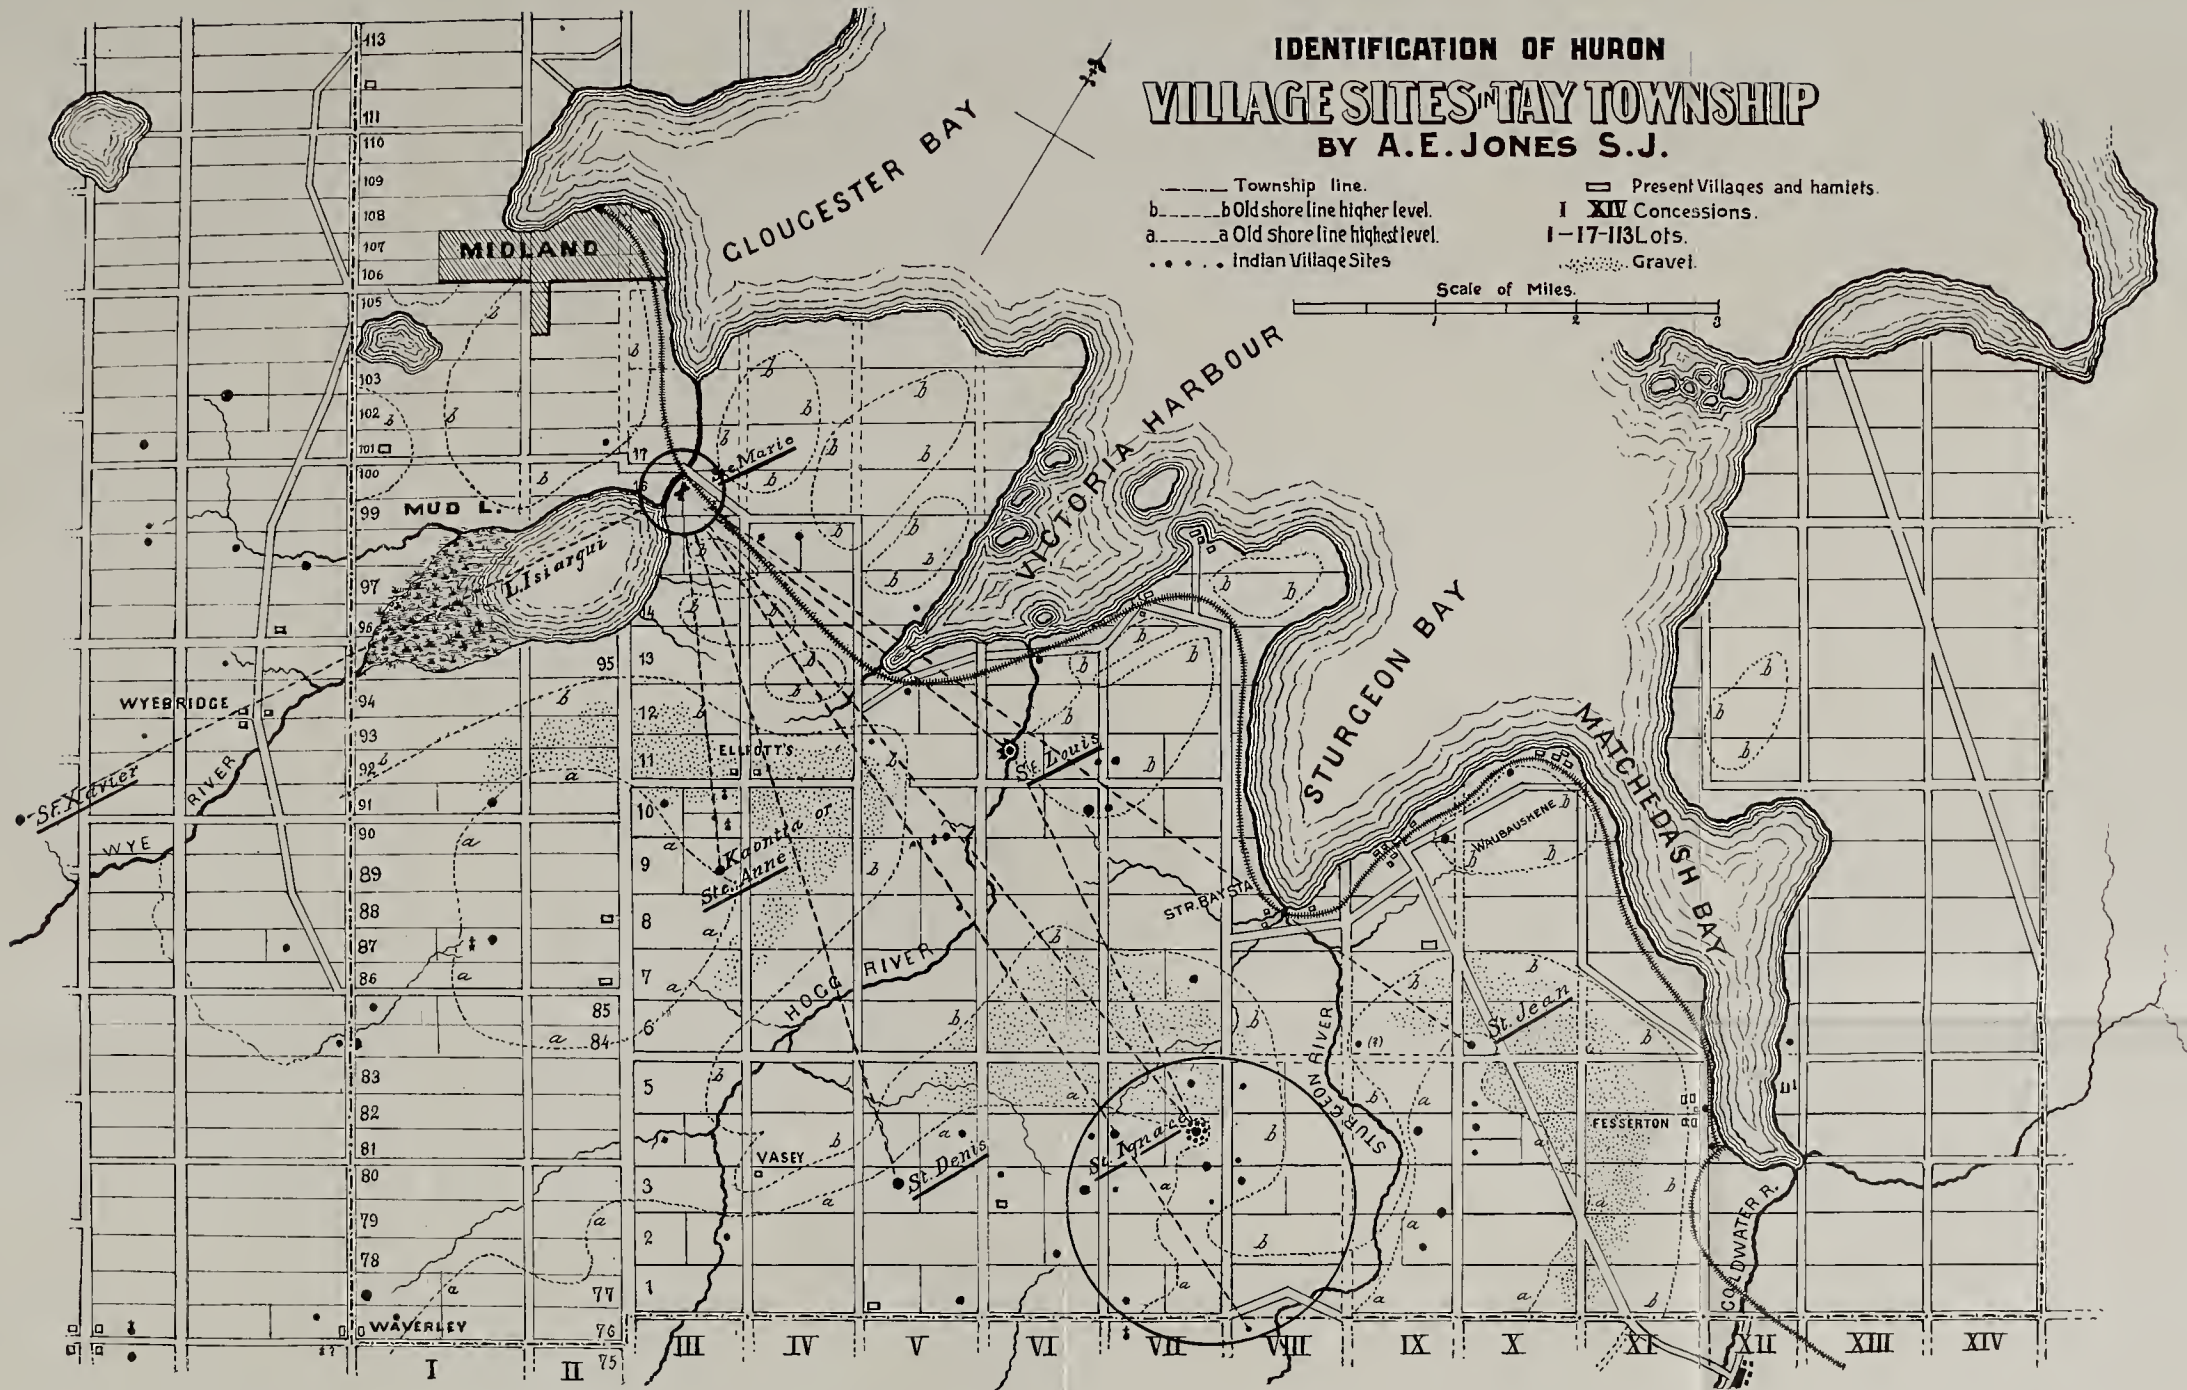 IDENTIFICATION OF HURON
VILLAGE SITES IN TAY TOWNSHIP
BY A.E. JONES S.J.
Township line.
b b Old shore line higher level.
a a Old shore line highest level.
Indian Village Sites
Present Villages and hamlets.
I XIV Concessions.
1-17-113 Lots.
Gravel.
Scale of Miles.
1 2 3
GLOUCESTER BAY
MIDLAND
VICTORIA HARBOUR
STURGEON BAY
MATCHEDASH BAY
Ste. Marie
MUD L.
L. Isiargui
WYEBRIDGE
St. Xavier
WYE RIVER
ELLIOTT'S
St. Louis
Kaontia or
Ste. Anne
HOGG RIVER
STR. BAY STA.
WAUBAUSHENE
St. Jean
STURGEON RIVER
STURG
(?)
FESSERTON
St. Ignace
St. Denis
VASEY
COLDWATER R.
WAVERLEY
113
111
110
109
108
107
106
105
103
102
101
100
99
97
96
95
94
93
92
91
90
89
88
87
86
85
84
83
82
81
80
79
78
77
76
75
17
14
13
12
11
10
9
8
7
6
5
3
2
1
I II III IV V VI VII VIII IX X XI XII XIII XIV